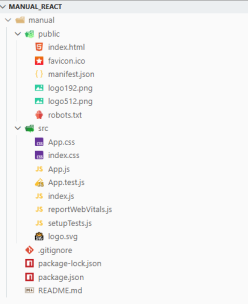 MANUAL_REACT
manual
public
index.html
favicon.ico
manifest.json
logo192.png
logo512.png
robots.txt
src
App.css
index.css
App.js
App.test.js
index.js
reportWebVitals.js
setupTests.js
logo.svg
.gitignore
package-lock.json
package.json
README.md